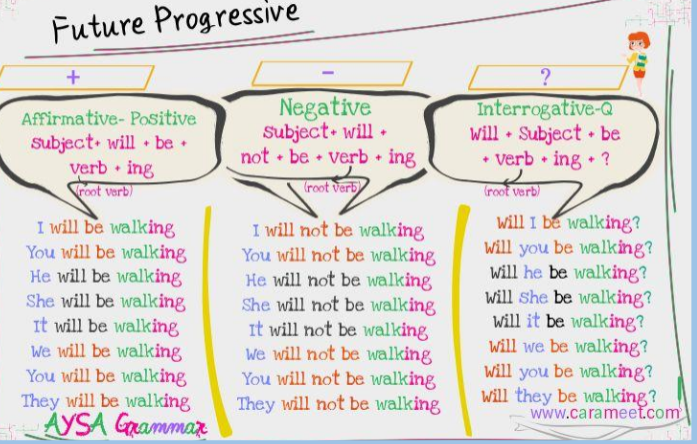 Future Progressive
+
Affirmative- Positive
subject+ will + be +
verb + ing
(root verb)
I will be walking
You will be walking
He will be walking
She will be walking
It will be walking
We will be walking
You will be walking
They will be walking
AYSA Grammar
-
Negative
subject+ will +
not + be + verb + ing
(root verb)
I will not be walking
You will not be walking
He will not be walking
She will not be walking
It will not be walking
We will not be walking
You will not be walking
They will not be walking
?
Interrogative-Q
Will + Subject + be
+ verb + ing + ?
(root verb)
Will I be walking?
Will you be walking?
Will he be walking?
Will she be walking?
Will it be walking?
Will we be walking?
Will you be walking?
Will they be walking?
www.carameet.com